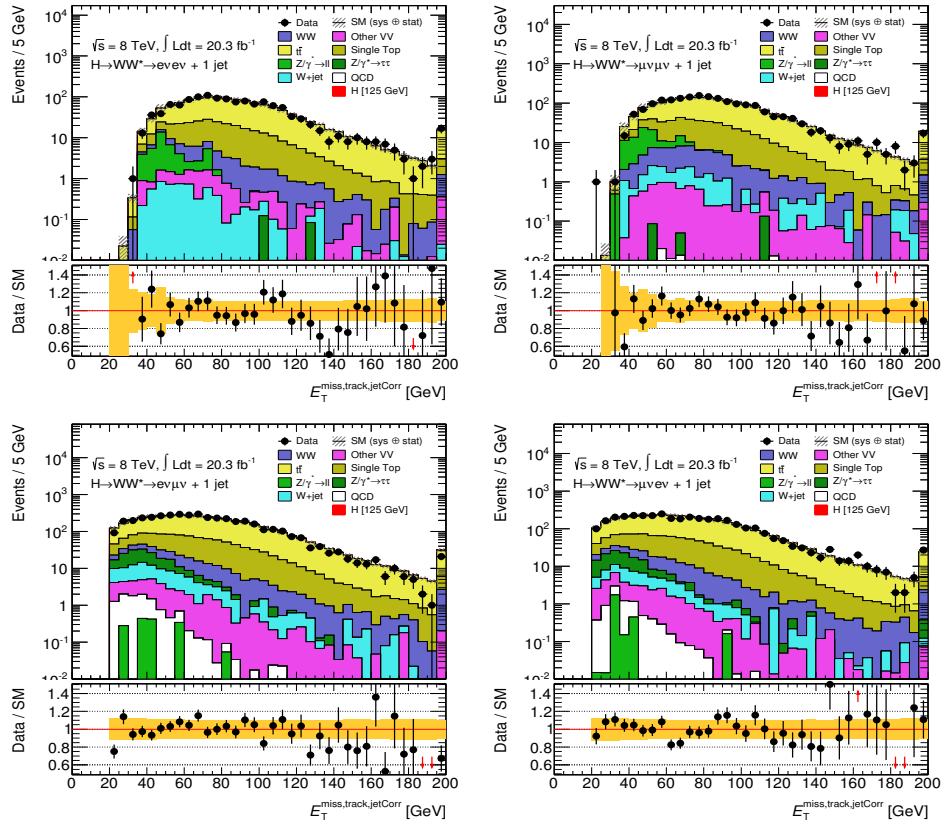 Events / 5 GeV
10⁴
10³
10²
10
1
10⁻¹
10⁻²
Data
SM (sys ⊕ stat)
WW
Other VV
tt̄
Single Top
Z/γ*→ll
Z/γ*→ττ
W+jet
QCD
H [125 GeV]
√s = 8 TeV, ∫ Ldt = 20.3 fb⁻¹
H→WW*→eνeν + 1 jet
Data / SM
1.4
1.2
1.0
0.8
0.6
0 20 40 60 80 100 120 140 160 180 200
E_T^miss,track,jetCorr [GeV]
Events / 5 GeV
10⁴
10³
10²
10
1
10⁻¹
10⁻²
Data
SM (sys ⊕ stat)
WW
Other VV
tt̄
Single Top
Z/γ*→ll
Z/γ*→ττ
W+jet
QCD
H [125 GeV]
√s = 8 TeV, ∫ Ldt = 20.3 fb⁻¹
H→WW*→μνμν + 1 jet
Data / SM
1.4
1.2
1.0
0.8
0.6
0 20 40 60 80 100 120 140 160 180 200
E_T^miss,track,jetCorr [GeV]
Events / 5 GeV
10⁵
10⁴
10³
10²
10
1
10⁻¹
10⁻²
Data
SM (sys ⊕ stat)
WW
Other VV
tt̄
Single Top
Z/γ*→ll
Z/γ*→ττ
W+jet
QCD
H [125 GeV]
√s = 8 TeV, ∫ Ldt = 20.3 fb⁻¹
H→WW*→eνμν + 1 jet
Data / SM
1.4
1.2
1
0.8
0.6
0 20 40 60 80 100 120 140 160 180 200
E_T^miss,track,jetCorr [GeV]
Events / 5 GeV
10⁵
10⁴
10³
10²
10
1
10⁻¹
10⁻²
Data
SM (sys ⊕ stat)
WW
Other VV
tt̄
Single Top
Z/γ*→ll
Z/γ*→ττ
W+jet
QCD
H [125 GeV]
√s = 8 TeV, ∫ Ldt = 20.3 fb⁻¹
H→WW*→μνeν + 1 jet
Data / SM
1.4
1.2
1
0.8
0.6
0 20 40 60 80 100 120 140 160 180 200
E_T^miss,track,jetCorr [GeV]